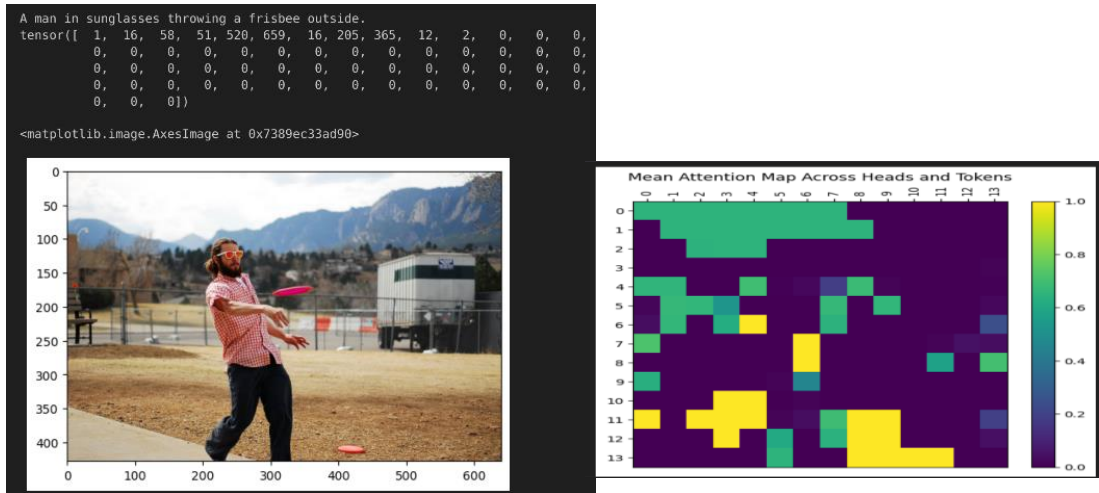 A man in sunglasses throwing a frisbee outside.
tensor([ 1, 16, 58, 51, 520, 659, 16, 205, 365, 12, 2, 0, 0, 0,
0, 0, 0, 0, 0, 0, 0, 0, 0, 0, 0, 0, 0, 0,
0, 0, 0, 0, 0, 0, 0, 0, 0, 0, 0, 0, 0, 0,
0, 0, 0, 0, 0, 0, 0, 0, 0, 0, 0, 0, 0, 0,
0, 0, 0])
<matplotlib.image.AxesImage at 0x7389ec33ad90>
0
50
100
150
200
250
300
350
400
0 100 200 300 400 500 600
Mean Attention Map Across Heads and Tokens
0 1 2 3 4 5 6 7 8 9 10 11 12 13
0
1
2
3
4
5
6
7
8
9
10
11
12
13
1.0
0.8
0.6
0.4
0.2
0.0